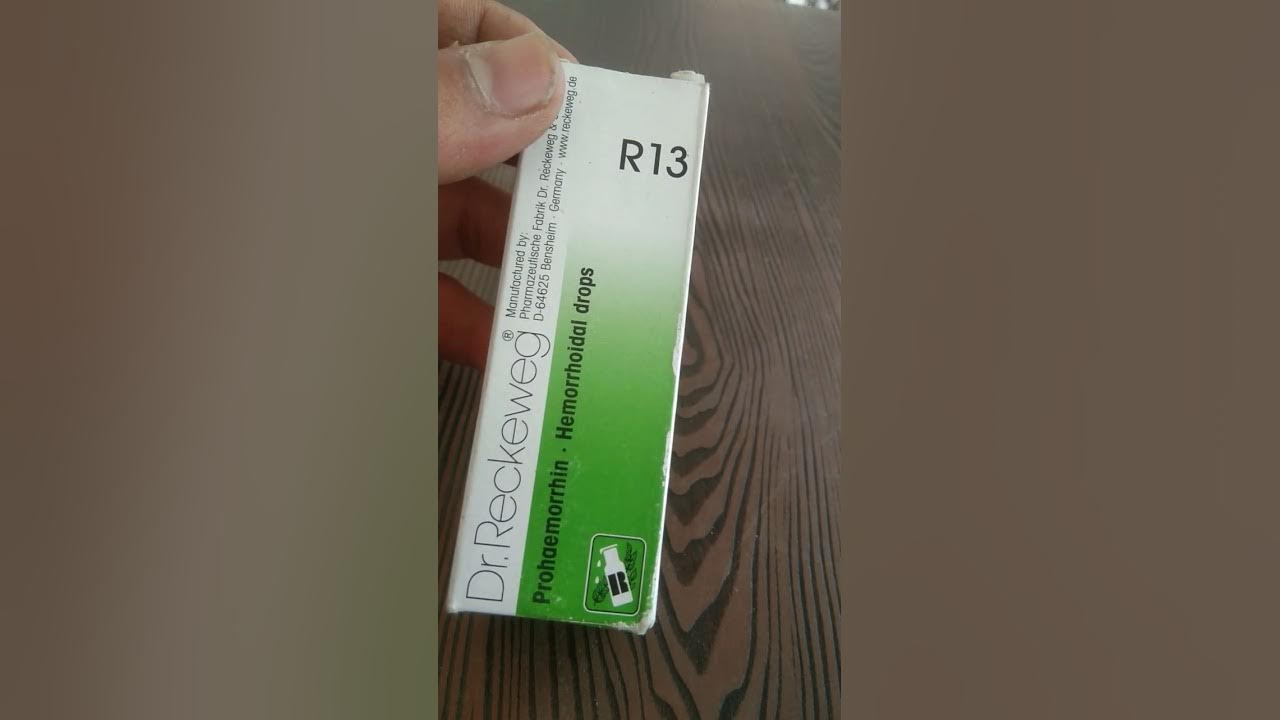 R13
Dr. Reckeweg®
Manufactured by:
Pharmazeutische Fabrik Dr. Reckeweg &
D-64625 Bensheim · Germany - www.reckeweg.de
Prohaemorrhin · Hemorrhoidal drops
R